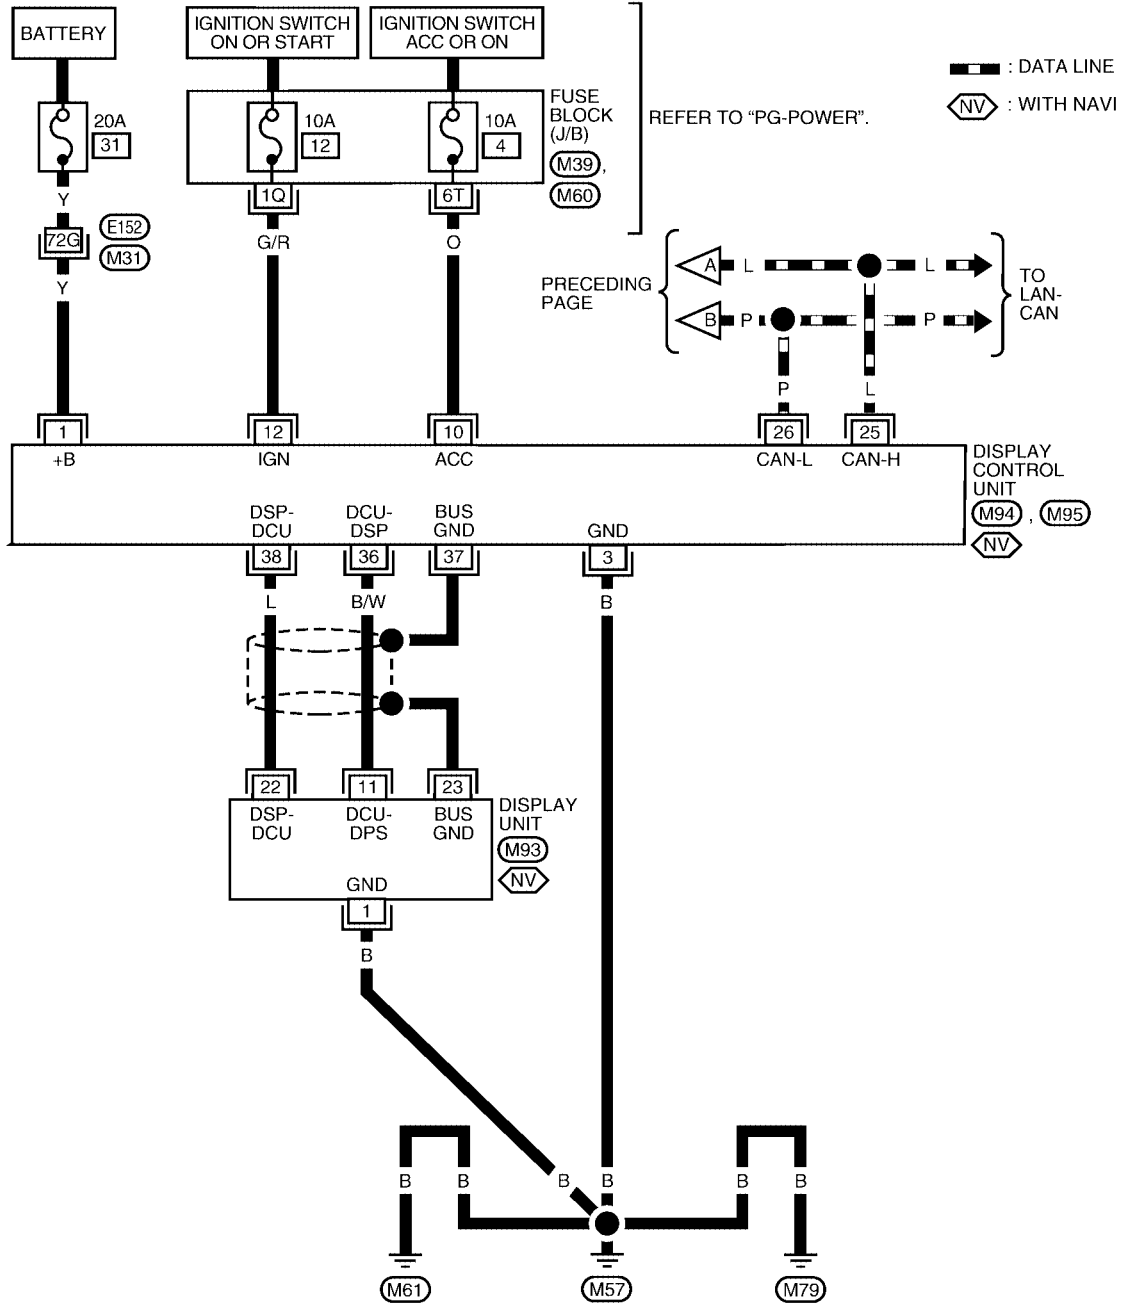 BATTERY
IGNITION SWITCH
ON OR START
IGNITION SWITCH
ACC OR ON
: DATA LINE
NV : WITH NAVI
20A
31
10A
12
10A
4
FUSE
BLOCK
(J/B)
M39 ,
M60
REFER TO “PG-POWER”.
1Q
6T
Y
72G
E152
M31
Y
G/R
O
PRECEDING
PAGE
A
L
L
B
P
P
TO
LAN-
CAN
P
L
1
12
10
26
25
+B
IGN
ACC
CAN-L
CAN-H
DISPLAY
CONTROL
UNIT
M94 , M95
NV
DSP-
DCU
DCU-
DSP
BUS
GND
GND
38
36
37
3
L
B/W
B
22
11
23
DSP-
DCU
DCU-
DPS
BUS
GND
DISPLAY
UNIT
M93
NV
GND
1
B
B
B
B
B
B
B
M61
M57
M79